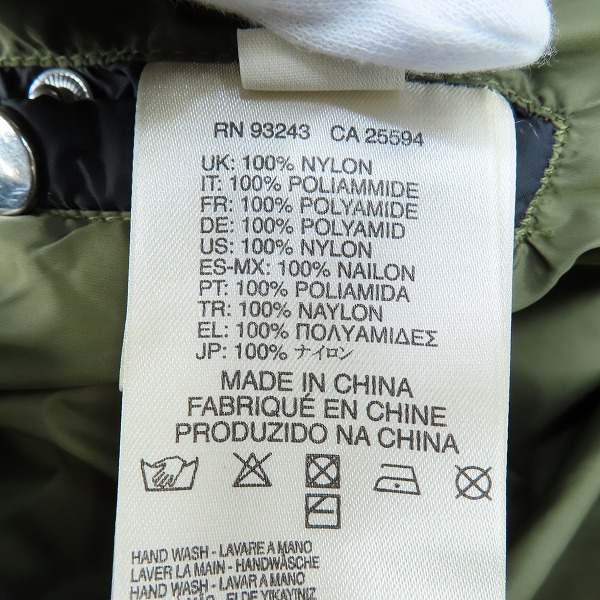 RN 93243 CA 25594
UK: 100% NYLON
IT: 100% POLIAMMIDE
FR: 100% POLYAMIDE
DE: 100% POLYAMID
US: 100% NYLON
ES-MX: 100% NAILON
PT: 100% POLIAMIDA
TR: 100% NAYLON
EL: 100% ΠΟΛΥΑΜΙΔΕΣ
JP: 100% ナイロン
MADE IN CHINA
FABRIQUÉ EN CHINE
PRODUZIDO NA CHINA
HAND WASH - LAVARE A MANO
LAVER LA MAIN - HANDWÄSCHE
HAND WASH - LAVAR A MANO
ELDE YIKAYINIZ